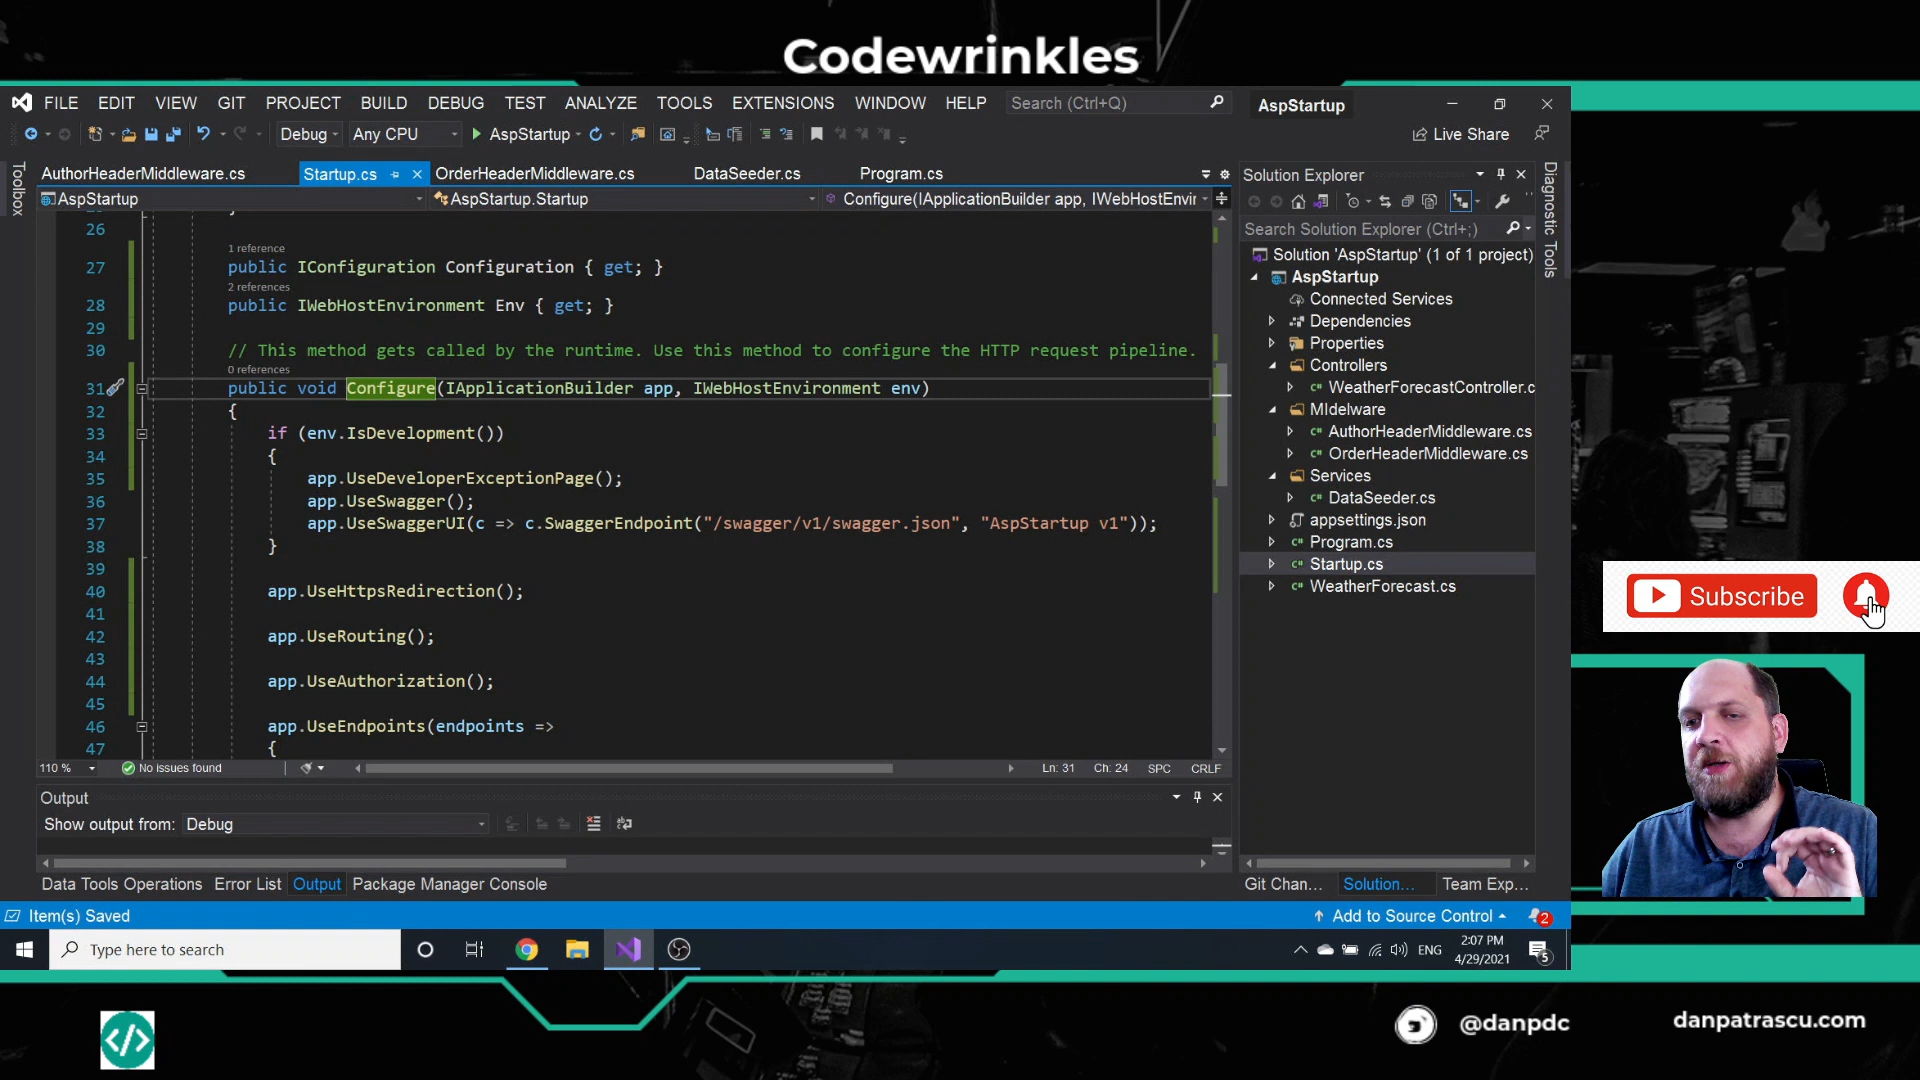 Codewrinkles
FILE EDIT VIEW GIT PROJECT BUILD DEBUG TEST ANALYZE TOOLS EXTENSIONS WINDOW HELP Search (Ctrl+Q) AspStartup
Debug Any CPU AspStartup Live Share
Toolbox
AuthorHeaderMiddleware.cs Startup.cs OrderHeaderMiddleware.cs DataSeeder.cs Program.cs
AspStartup AspStartup.Startup Configure(IApplicationBuilder app, IWebHostEnvir
26
1 reference
27 public IConfiguration Configuration { get; }
2 references
28 public IWebHostEnvironment Env { get; }
29
30 // This method gets called by the runtime. Use this method to configure the HTTP request pipeline.
0 references
31 public void Configure(IApplicationBuilder app, IWebHostEnvironment env)
32 {
33 if (env.IsDevelopment())
34 {
35 app.UseDeveloperExceptionPage();
36 app.UseSwagger();
37 app.UseSwaggerUI(c => c.SwaggerEndpoint("/swagger/v1/swagger.json", "AspStartup v1"));
38 }
39
40 app.UseHttpsRedirection();
41
42 app.UseRouting();
43
44 app.UseAuthorization();
45
46 app.UseEndpoints(endpoints =>
47 {
110 % No issues found Ln: 31 Ch: 24 SPC CRLF
Output
Show output from: Debug
Data Tools Operations Error List Output Package Manager Console
Solution Explorer
Search Solution Explorer (Ctrl+;)
Solution 'AspStartup' (1 of 1 project)
AspStartup
Connected Services
Dependencies
Properties
Controllers
WeatherForecastController.c
MIdelware
AuthorHeaderMiddleware.cs
OrderHeaderMiddleware.cs
Services
DataSeeder.cs
appsettings.json
Program.cs
Startup.cs
WeatherForecast.cs
Git Chan... Solution... Team Exp...
Diagnostic Tools
Subscribe
Item(s) Saved Add to Source Control 2
Type here to search ENG 2:07 PM
4/29/2021 5
@danpdc danpatrascu.com